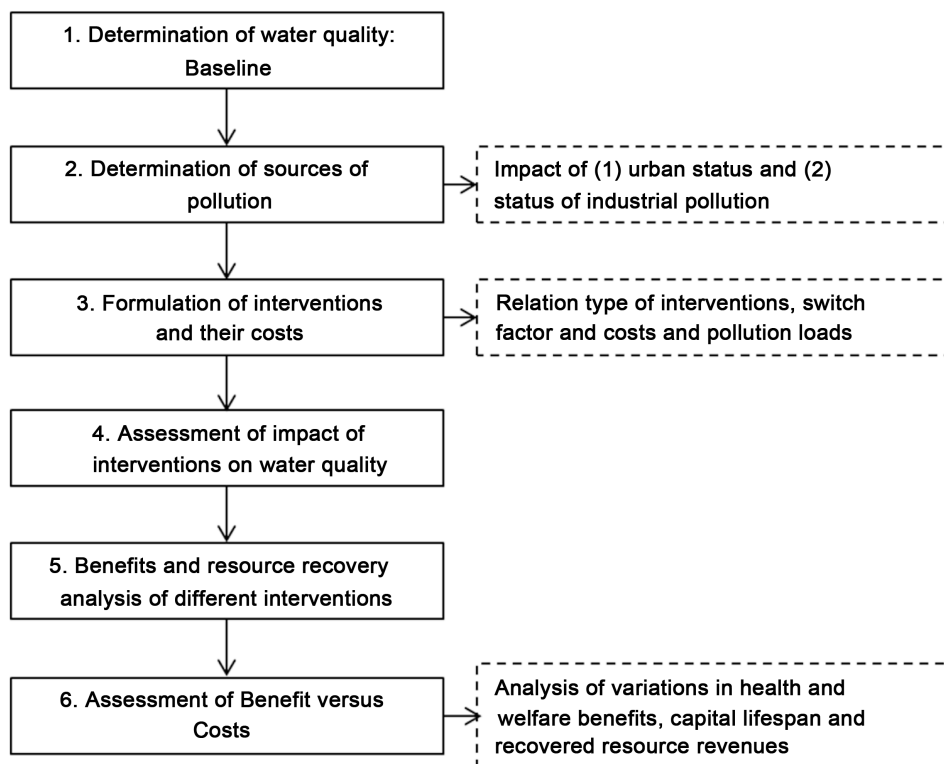 1. Determination of water quality:
Baseline
2. Determination of sources of
pollution
Impact of (1) urban status and (2)
status of industrial pollution
3. Formulation of interventions
and their costs
Relation type of interventions, switch
factor and costs and pollution loads
4. Assessment of impact of
interventions on water quality
5. Benefits and resource recovery
analysis of different interventions
6. Assessment of Benefit versus
Costs
Analysis of variations in health and
welfare benefits, capital lifespan and
recovered resource revenues